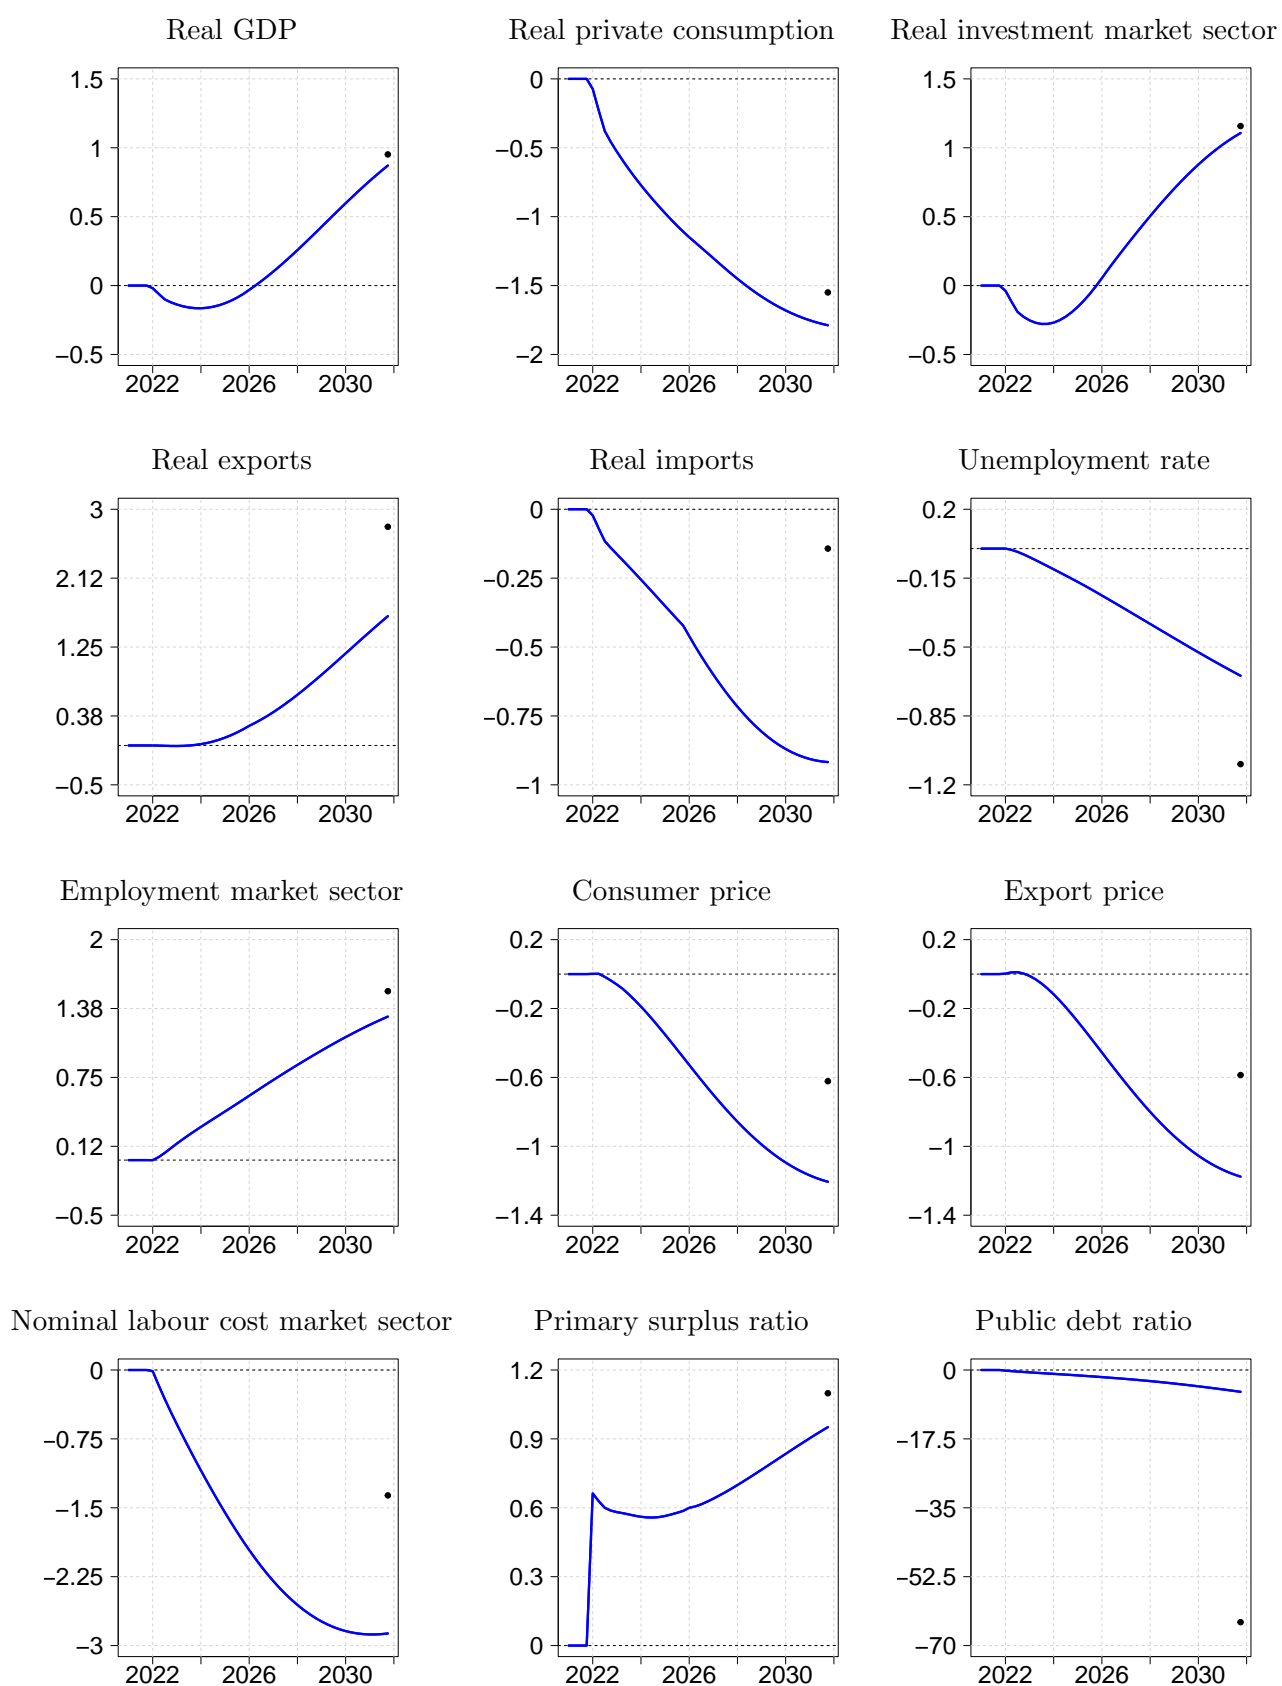 Real GDP
Real private consumption
Real investment market sector
1.5
1
0.5
0
−0.5
2022 2026 2030
0
−0.5
−1
−1.5
−2
2022 2026 2030
1.5
1
0.5
0
−0.5
2022 2026 2030
Real exports
Real imports
Unemployment rate
3
2.12
1.25
0.38
−0.5
2022 2026 2030
0
−0.25
−0.5
−0.75
−1
2022 2026 2030
0.2
−0.15
−0.5
−0.85
−1.2
2022 2026 2030
Employment market sector
Consumer price
Export price
2
1.38
0.75
0.12
−0.5
2022 2026 2030
0.2
−0.2
−0.6
−1
−1.4
2022 2026 2030
0.2
−0.2
−0.6
−1
−1.4
2022 2026 2030
Nominal labour cost market sector
Primary surplus ratio
Public debt ratio
0
−0.75
−1.5
−2.25
−3
2022 2026 2030
1.2
0.9
0.6
0.3
0
2022 2026 2030
0
−17.5
−35
−52.5
−70
2022 2026 2030